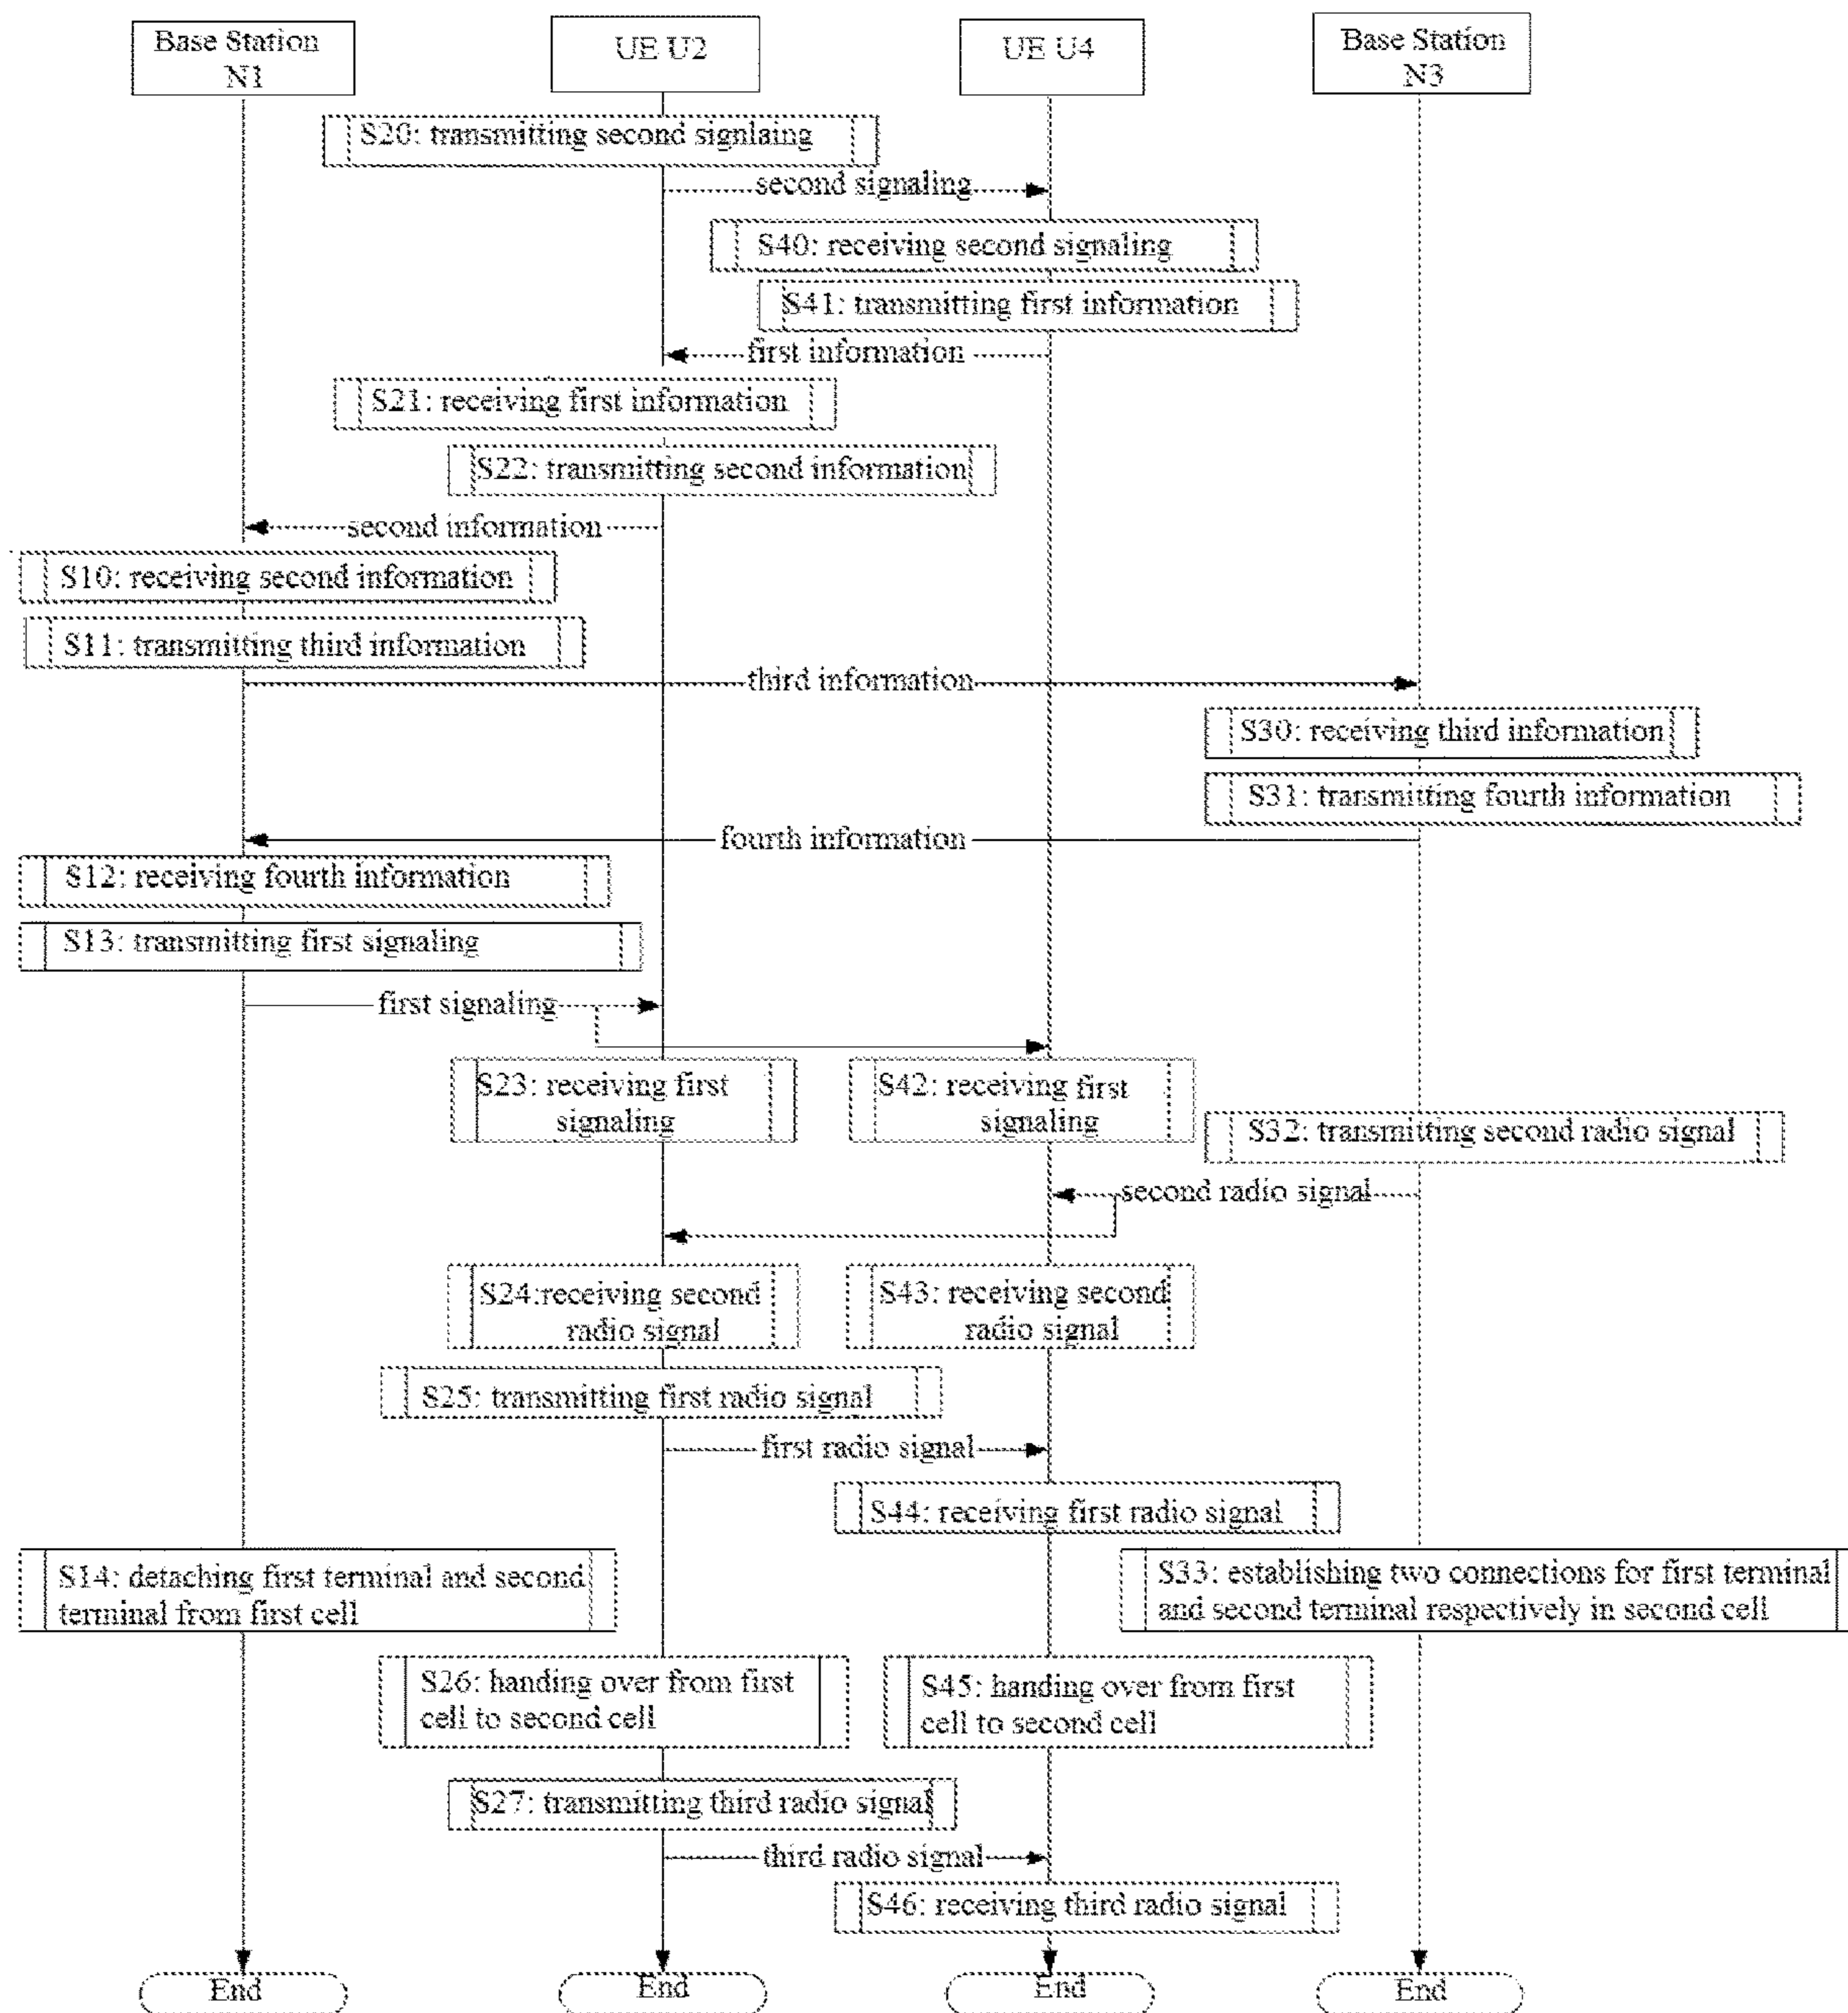 Base Station
N1
UE U2
UE U4
Base Station
N3
S20: transmitting second signlaing
second signaling
S40: receiving second signaling
S41: transmitting first information
first information
S21: receiving first information
S22: transmitting second information
second information
S10: receiving second information
S11: transmitting third information
third information
S30: receiving third information
S31: transmitting fourth information
fourth information
S12: receiving fourth information
S13: transmitting first signaling
first signaling
S23: receiving first
signaling
S42: receiving first
signaling
S32: transmitting second radio signal
second radio signal
S24:receiving second
radio signal
S43: receiving second
radio signal
S25: transmitting first radio signal
first radio signal
S44: receiving first radio signal
S14: detaching first terminal and second
terminal from first cell
S33: establishing two connections for first terminal
and second terminal respectively in second cell
S26: handing over from first
cell to second cell
S45: handing over from first
cell to second cell
S27: transmitting third radio signal
third radio signal
S46: receiving third radio signal
End
End
End
End